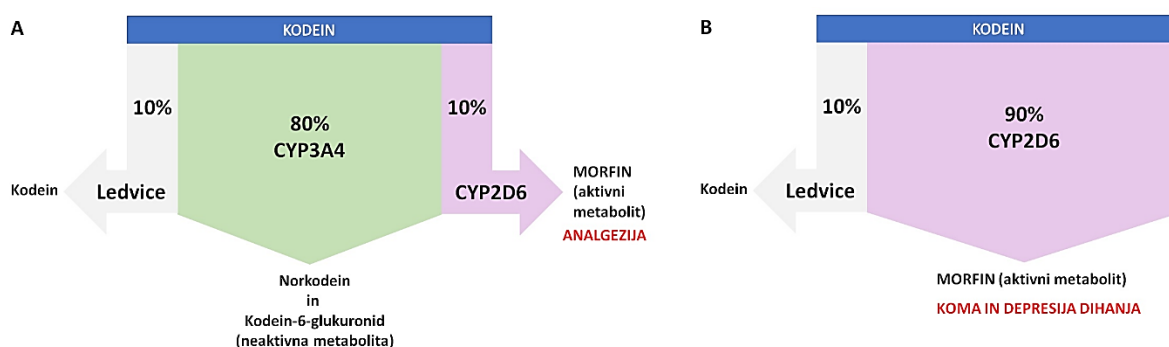 A
KODEIN
10%
80%
CYP3A4
10%
Kodein
Ledvice
CYP2D6
MORFIN
(aktivni
metabolit)
ANALGEZIJA
Norkodein
in
Kodein-6-glukuronid
(neaktivna metabolita)
B
KODEIN
10%
90%
CYP2D6
Kodein
Ledvice
MORFIN (aktivni metabolit)
KOMA IN DEPRESIJA DIHANJA